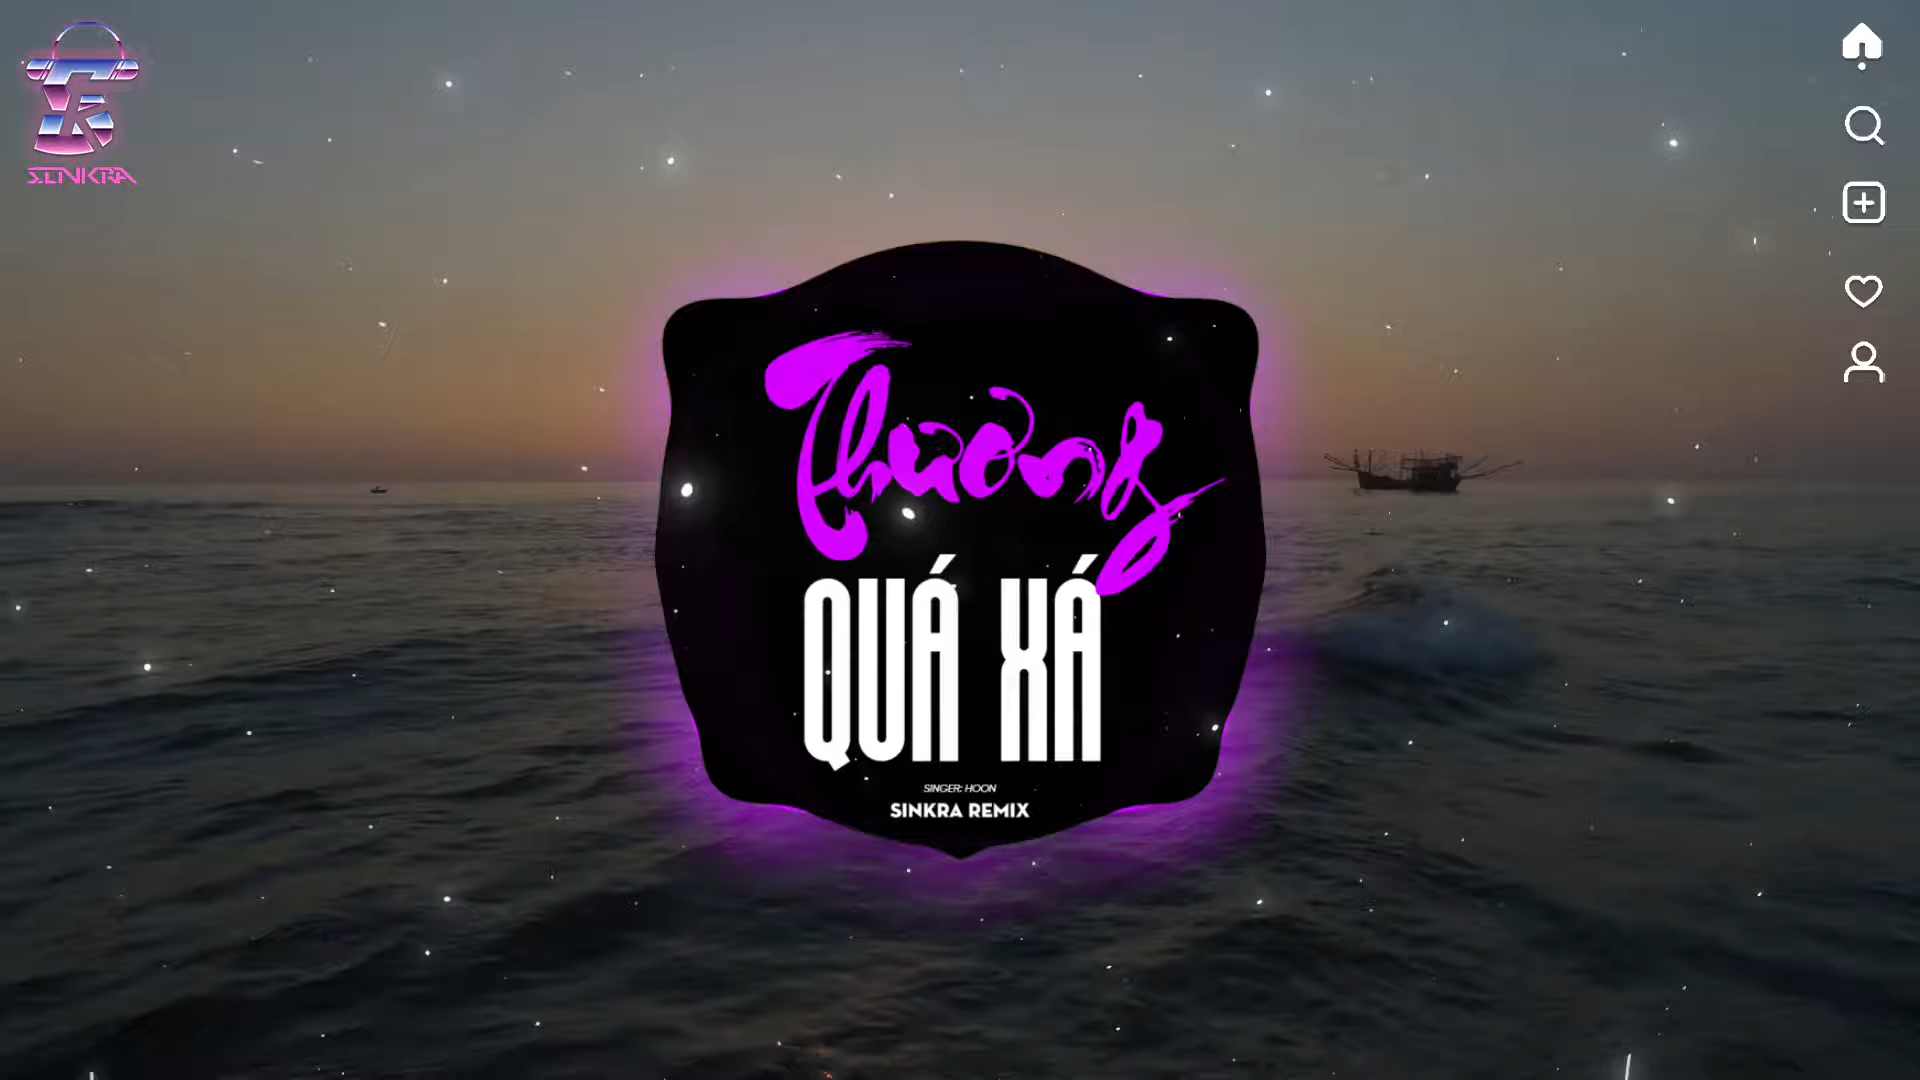 SINKRA
Thương
QUÁ XÁ
SINGER: HOON
SINKRA REMIX